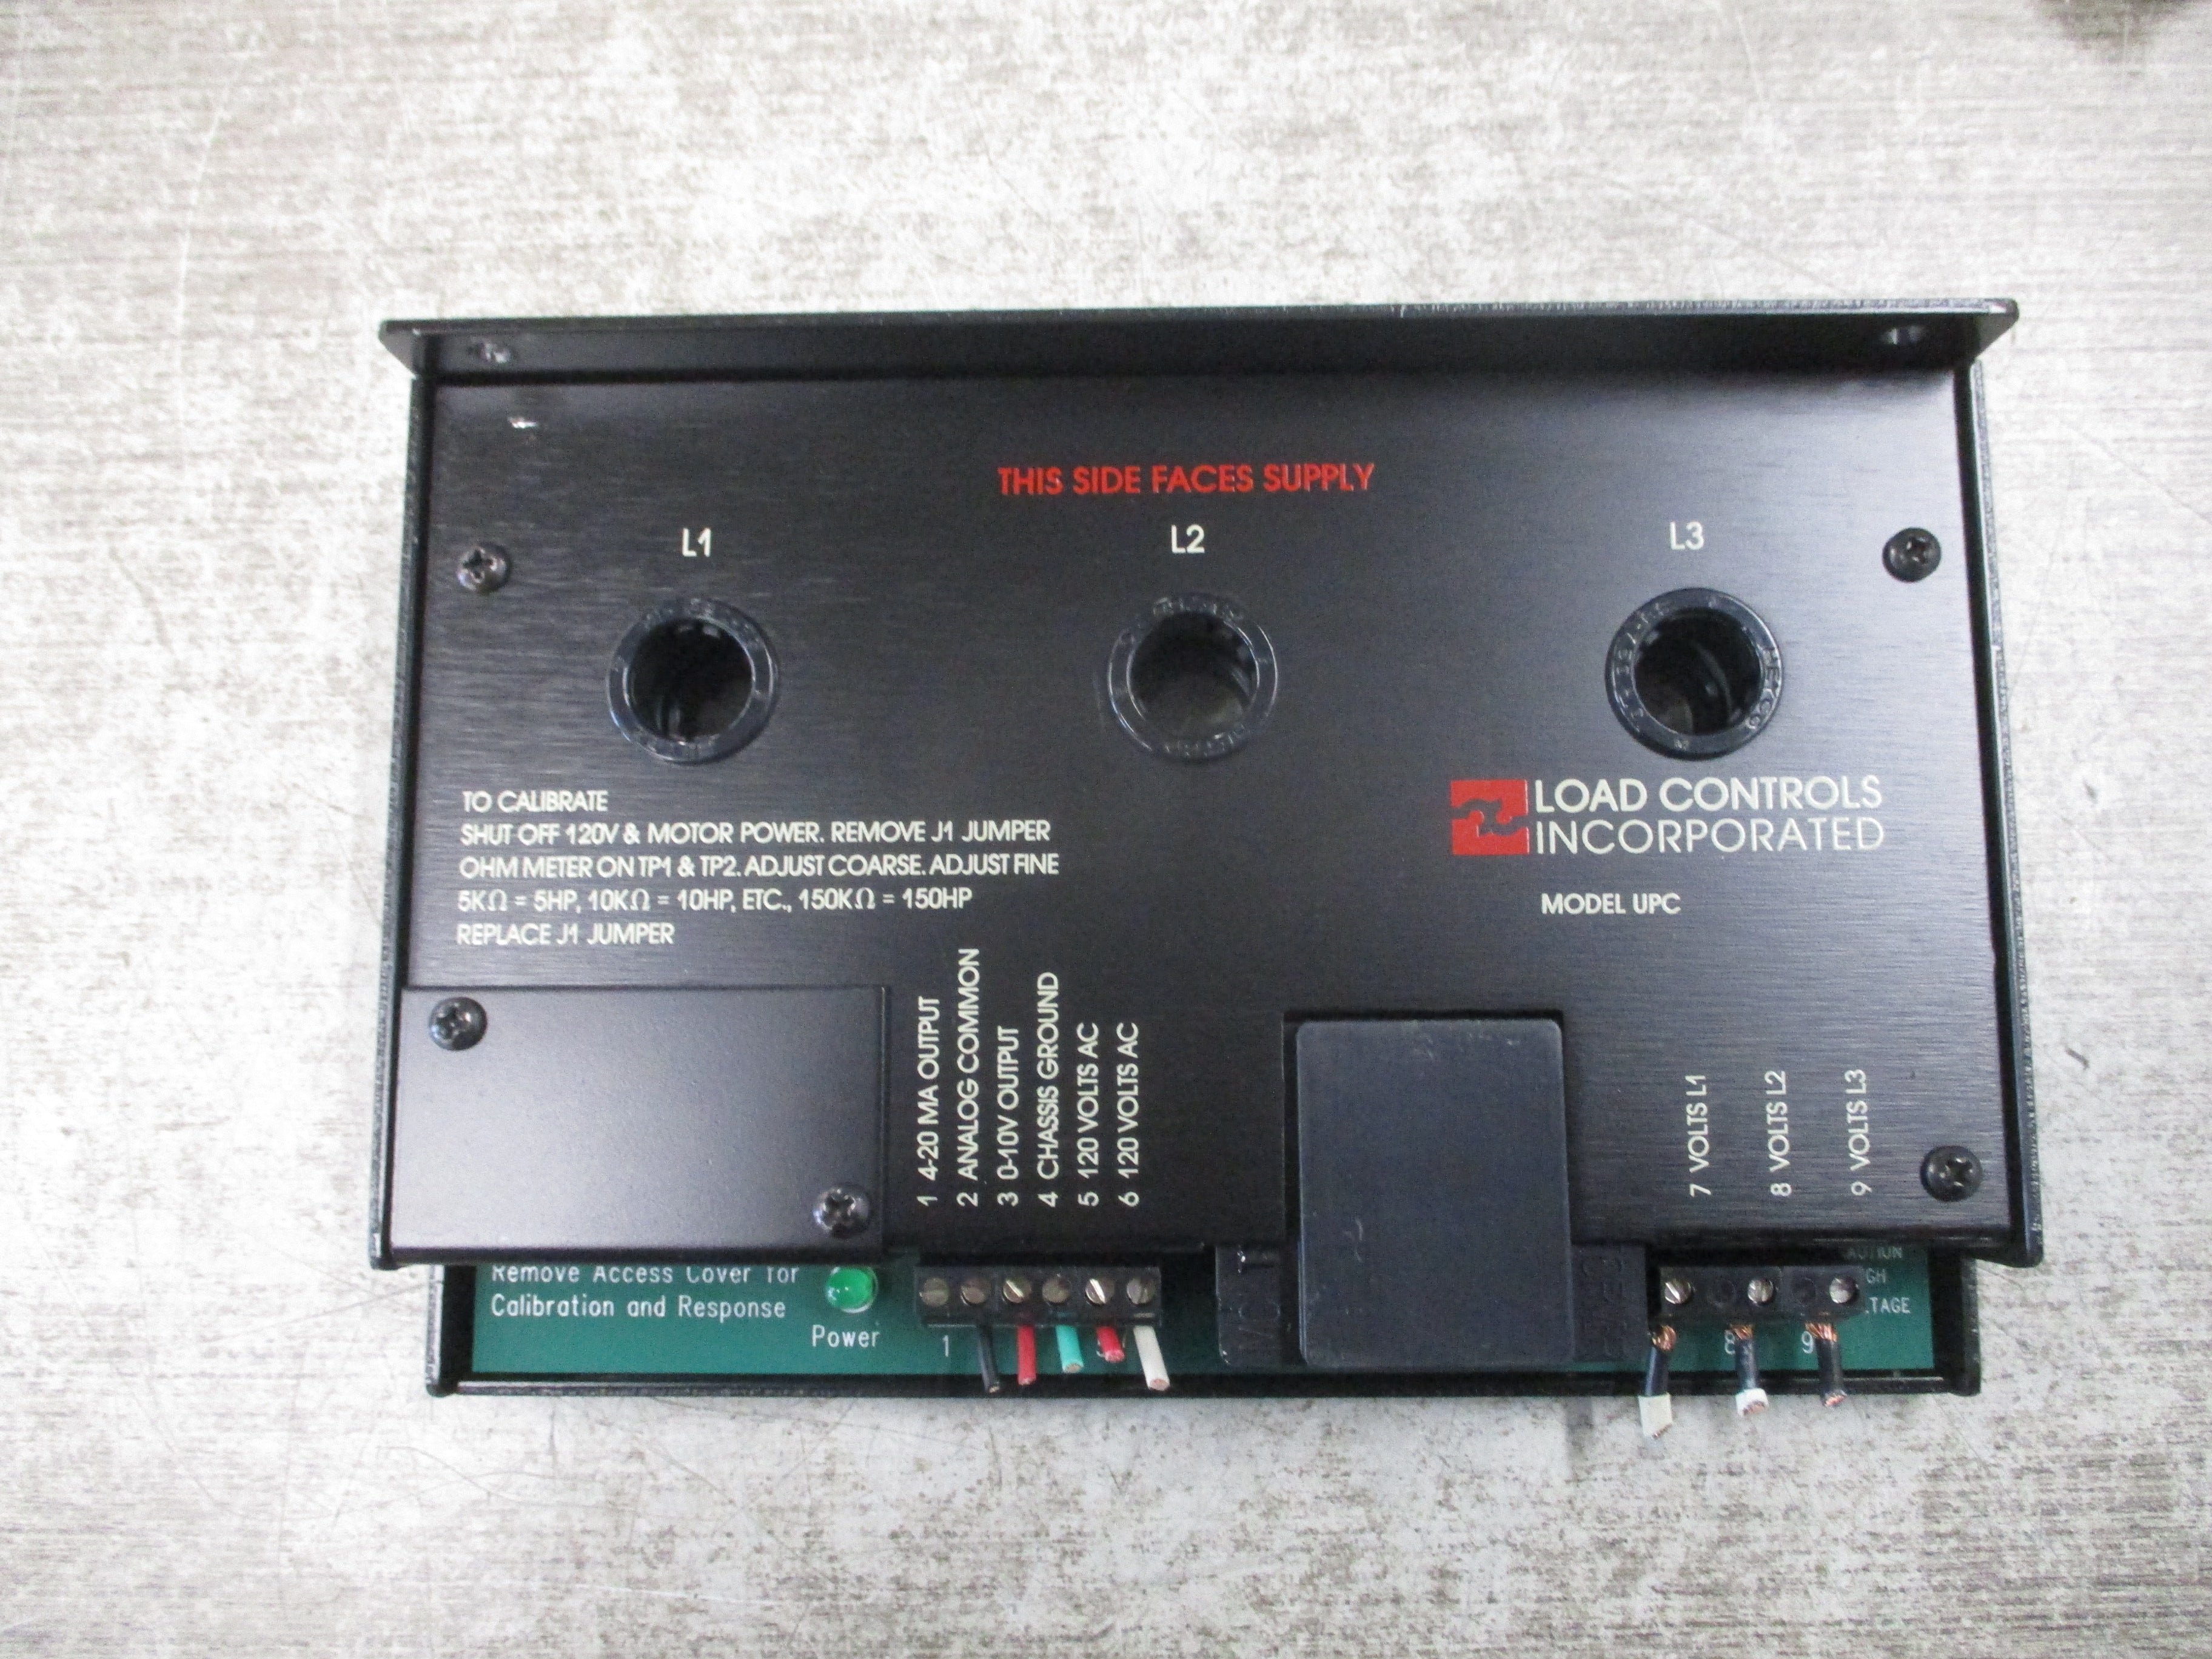 THIS SIDE FACES SUPPLY
L1
L2
L3
TO CALIBRATE
SHUT OFF 120V & MOTOR POWER. REMOVE J1 JUMPER
OHM METER ON TP1 & TP2. ADJUST COARSE. ADJUST FINE
5KΩ = 5HP, 10KΩ = 10HP, ETC., 150KΩ = 150HP
REPLACE J1 JUMPER
LOAD CONTROLS
INCORPORATED
MODEL UPC
1 4-20 MA OUTPUT
2 ANALOG COMMON
3 0-10V OUTPUT
4 CHASSIS GROUND
5 120 VOLTS AC
6 120 VOLTS AC
7 VOLTS L1
8 VOLTS L2
9 VOLTS L3
Remove Access Cover for
Calibration and Response
Power
1
8
9